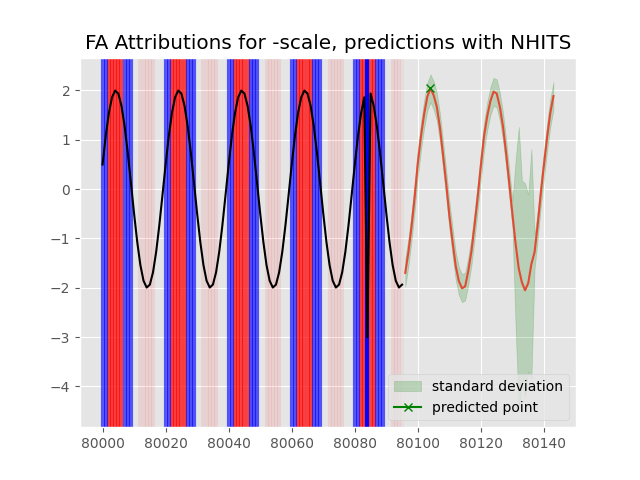 FA Attributions for -scale, predictions with NHITS
2
1
0
−1
−2
−3
−4
standard deviation
predicted point
80000 80020 80040 80060 80080 80100 80120 80140